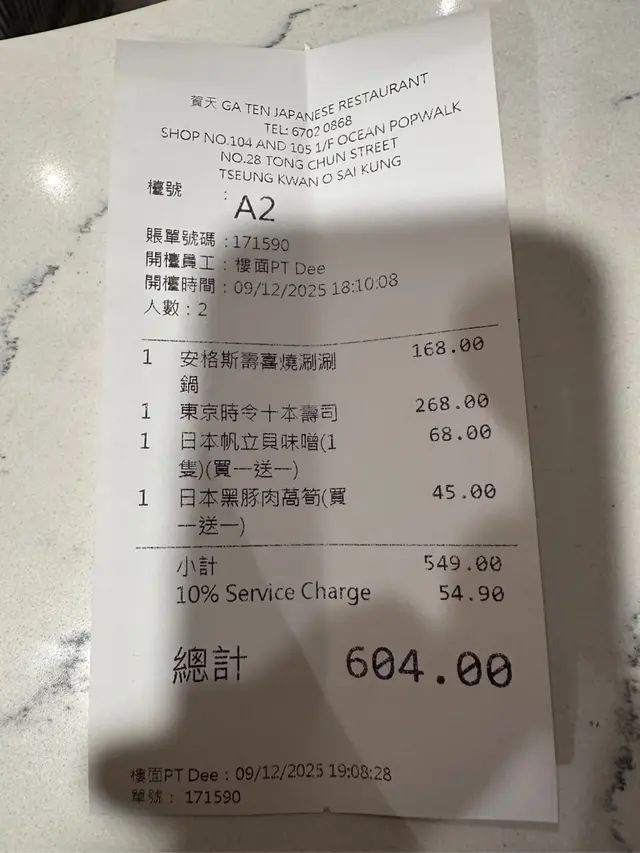 賀天 GA TEN JAPANESE RESTAURANT
TEL: 6702 0868
SHOP NO.104 AND 105 1/F OCEAN POPWALK
NO.28 TONG CHUN STREET
TSEUNG KWAN O SAI KUNG
檯號 : A2
賬單號碼 : 171590
開檯員工 : 樓面PT Dee
開檯時間 : 09/12/2025 18:10:08
人數 : 2
1 安格斯壽喜燒涮涮 168.00
鍋
1 東京時令十本壽司 268.00
1 日本帆立貝味噌(1 68.00
隻)(買一送一)
1 日本黑豚肉萵筍(買 45.00
一送一)
小計 549.00
10% Service Charge 54.90
總計 604.00
樓面PT Dee : 09/12/2025 19:08:28
單號 : 171590